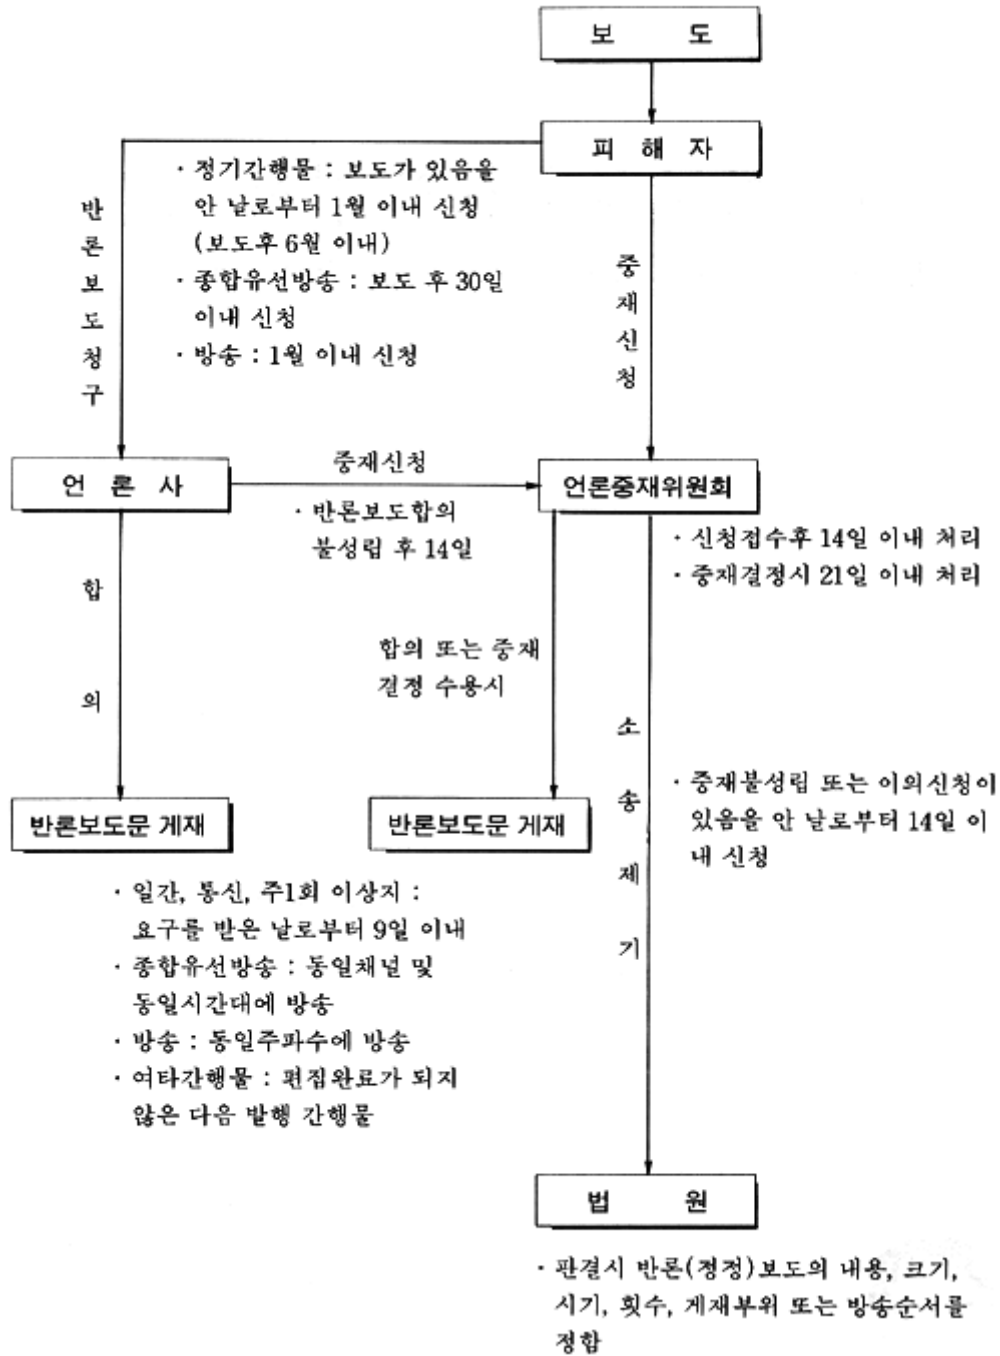 보 도
피 해 자
· 정기간행물 : 보도가 있음을
안 날로부터 1월 이내 신청
(보도후 6월 이내)
· 종합유선방송 : 보도 후 30일
이내 신청
· 방송 : 1월 이내 신청
반론보도청구
중재신청
언 론 사
중재신청
· 반론보도합의
불성립 후 14일
언론중재위원회
· 신청접수후 14일 이내 처리
· 중재결정시 21일 이내 처리
합의
합의 또는 중재
결정 수용시
소송제기
· 중재불성립 또는 이의신청이
있음을 안 날로부터 14일 이
내 신청
반론보도문 게재
반론보도문 게재
· 일간, 통신, 주1회 이상지 :
요구를 받은 날로부터 9일 이내
· 종합유선방송 : 동일채널 및
동일시간대에 방송
· 방송 : 동일주파수에 방송
· 여타간행물 : 편집완료가 되지
않은 다음 발행 간행물
법 원
· 판결시 반론(정정)보도의 내용, 크기,
시기, 횟수, 게재부위 또는 방송순서를
정함